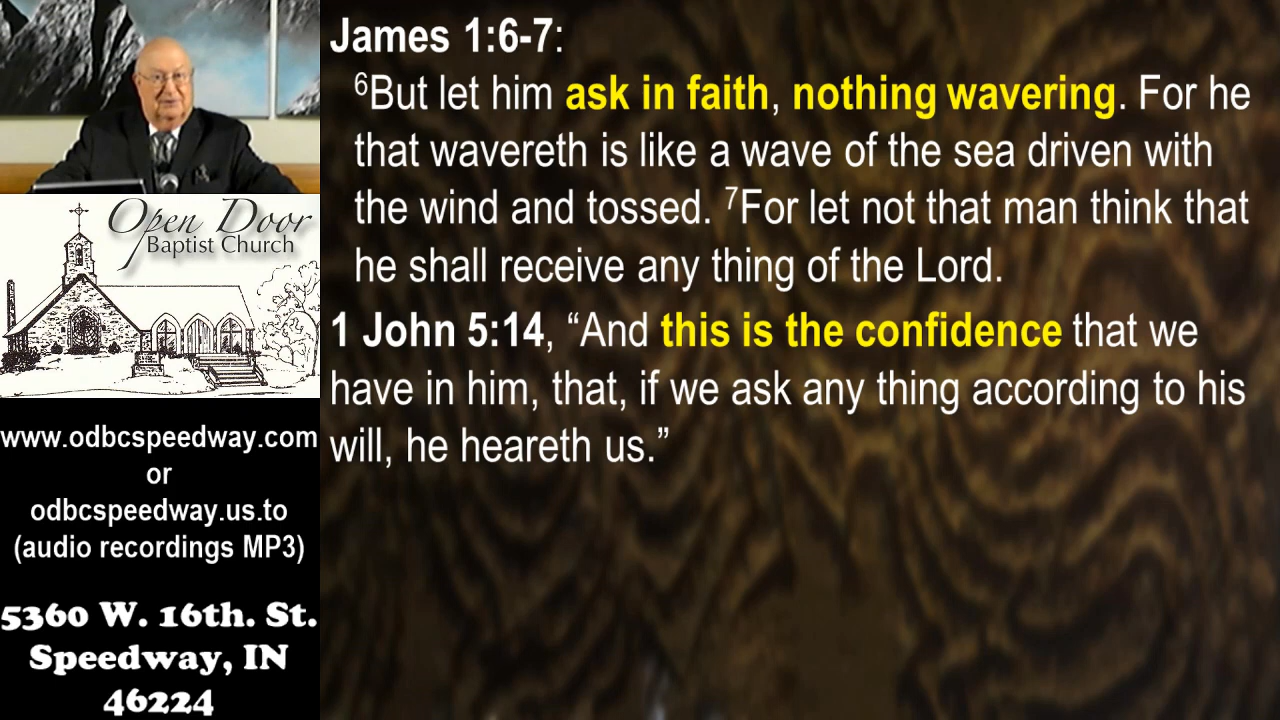 James 1:6-7:
⁶But let him ask in faith, nothing wavering. For he
that wavereth is like a wave of the sea driven with
the wind and tossed. ⁷For let not that man think that
he shall receive any thing of the Lord.
1 John 5:14, “And this is the confidence that we
have in him, that, if we ask any thing according to his
will, he heareth us.”
Open Door
Baptist Church
www.odbcspeedway.com
or
odbcspeedway.us.to
(audio recordings MP3)
5360 W. 16th. St.
Speedway, IN
46224